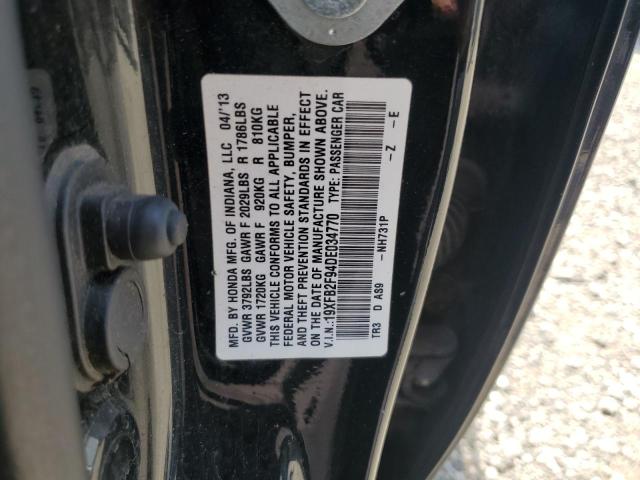 MFD. BY HONDA MFG. OF INDIANA, LLC 04/'13
GVWR 3792LBS GAWR F 2029LBS R 1786LBS
GVWR 1720KG GAWR F 920KG R 810KG
THIS VEHICLE CONFORMS TO ALL APPLICABLE
FEDERAL MOTOR VEHICLE SAFETY, BUMPER,
AND THEFT PREVENTION STANDARDS IN EFFECT
ON THE DATE OF MANUFACTURE SHOWN ABOVE.
V.I.N.:19XFB2F94DE034770 TYPE: PASSENGER CAR
-NH731P -Z -E
TR3 D AS9